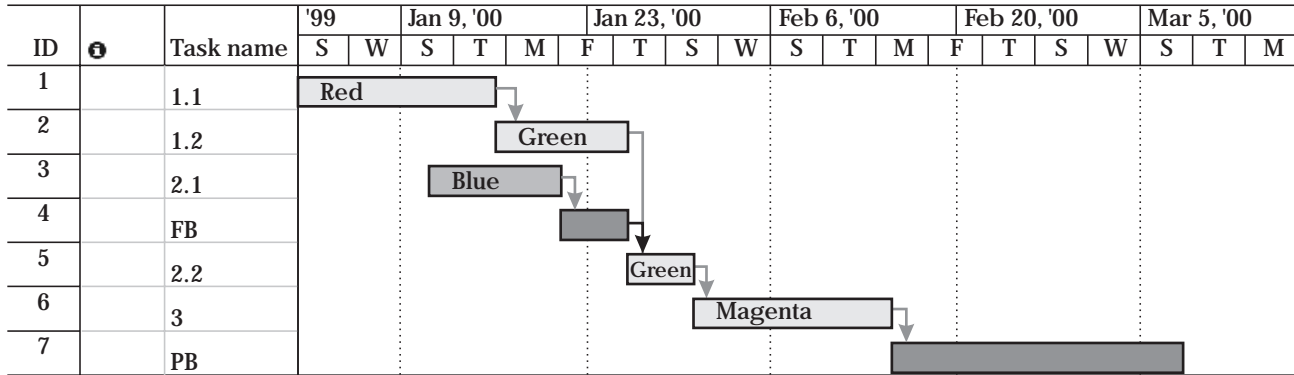 '99 Jan 9, '00 Jan 23, '00 Feb 6, '00 Feb 20, '00 Mar 5, '00
ID Task name S W S T M F T S W S T M F T S W S T M
1 1.1 Red
2 1.2 Green
3 2.1 Blue
4 FB
5 2.2 Green
6 3 Magenta
7 PB